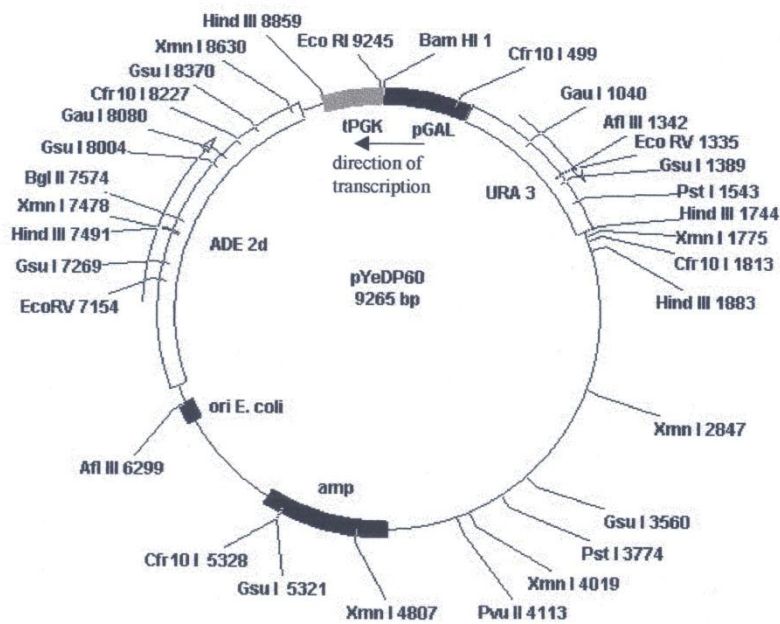 Hind III 8859
Eco RI 9245
Bam HI 1
Xmn I 8630
Cfr10 I 499
Gsu I 8370
Cfr10 I 8227
Gau I 8080
Gsu I 8004
Bgl II 7574
Xmn I 7478
Hind III 7491
Gsu I 7269
EcoRV 7154
tPGK
pGAL
direction of
transcription
Gau I 1040
Afl III 1342
Eco RV 1335
Gsu I 1389
Pst I 1543
Hind III 1744
Xmn I 1775
Cfr10 I 1813
Hind III 1883
URA 3
ADE 2d
pYeDP60
9265 bp
ori E. coli
Afl III 6299
amp
Xmn I 2847
Gsu I 3560
Pst I 3774
Xmn I 4019
Pvu II 4113
Cfr10 I 5328
Gsu I 5321
Xmn I 4807